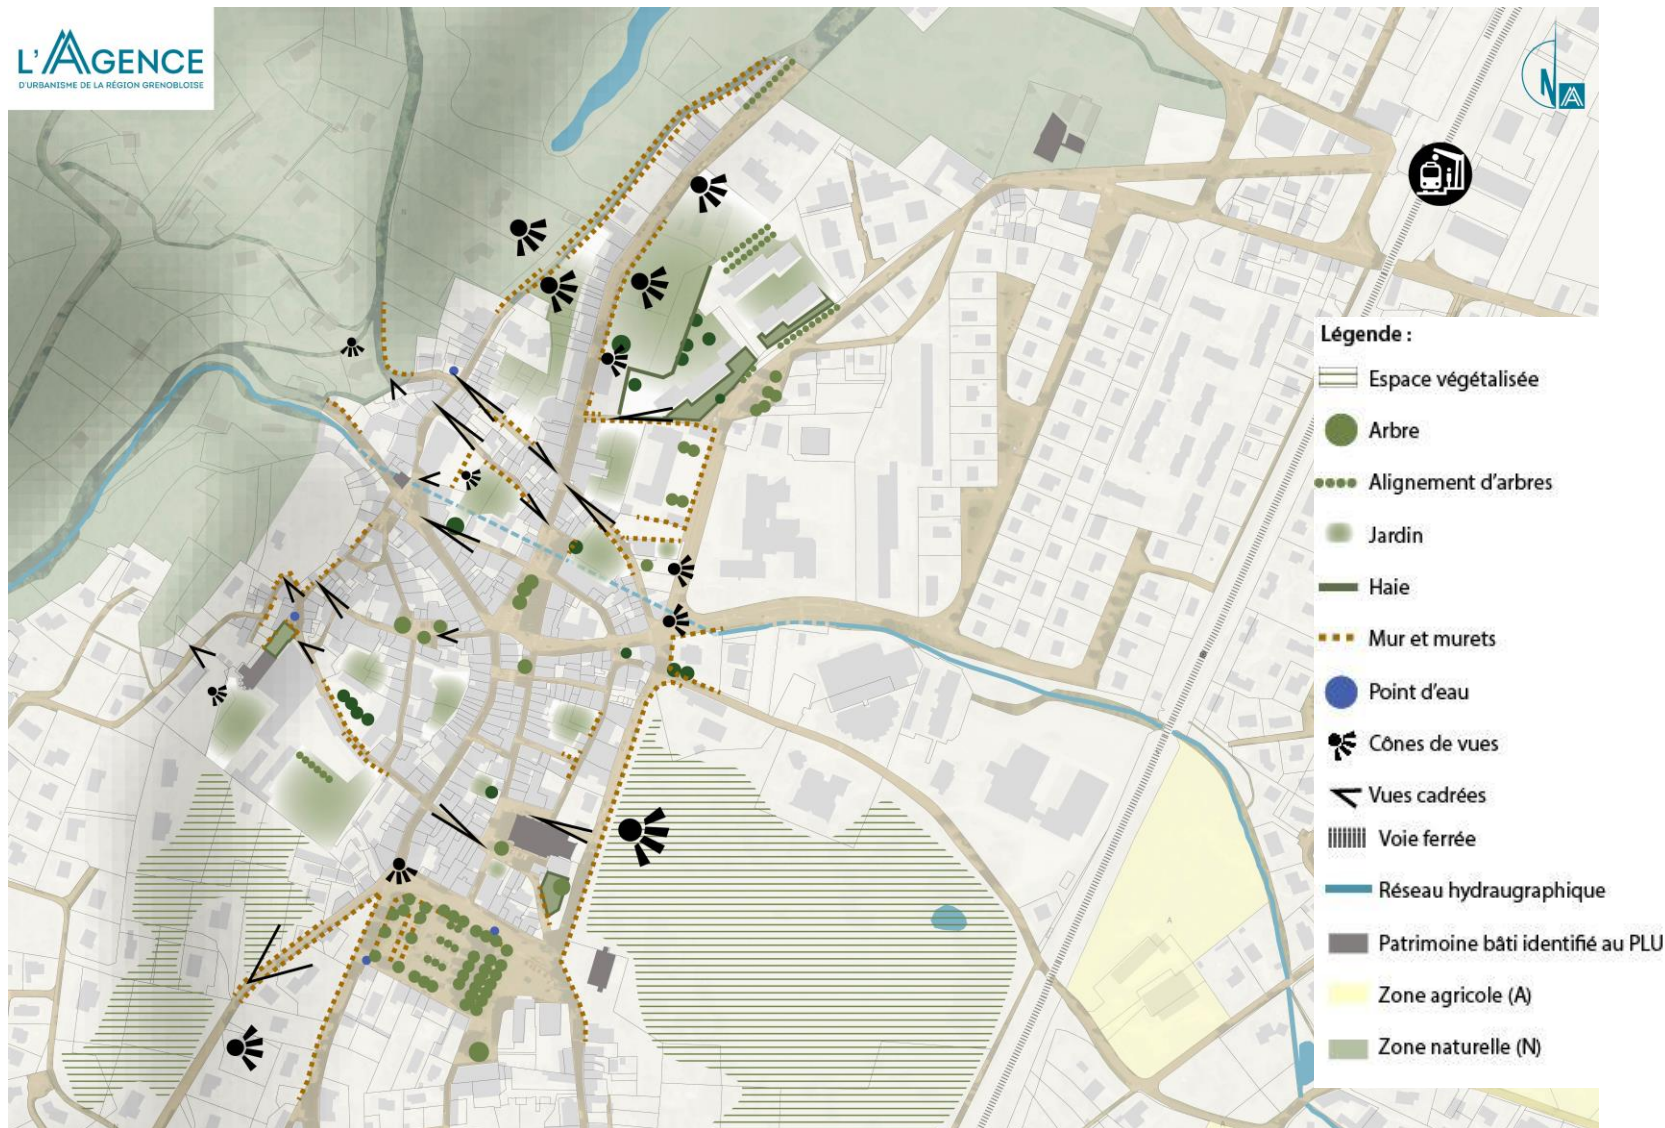 L'AGENCE
D'URBANISME DE LA RÉGION GRENOBLOISE
N
Légende :
Espace végétalisée
Arbre
Alignement d'arbres
Jardin
Haie
Mur et murets
Point d'eau
Cônes de vues
Vues cadrées
Voie ferrée
Réseau hydraugraphique
Patrimoine bâti identifié au PLU
Zone agricole (A)
Zone naturelle (N)
A
A